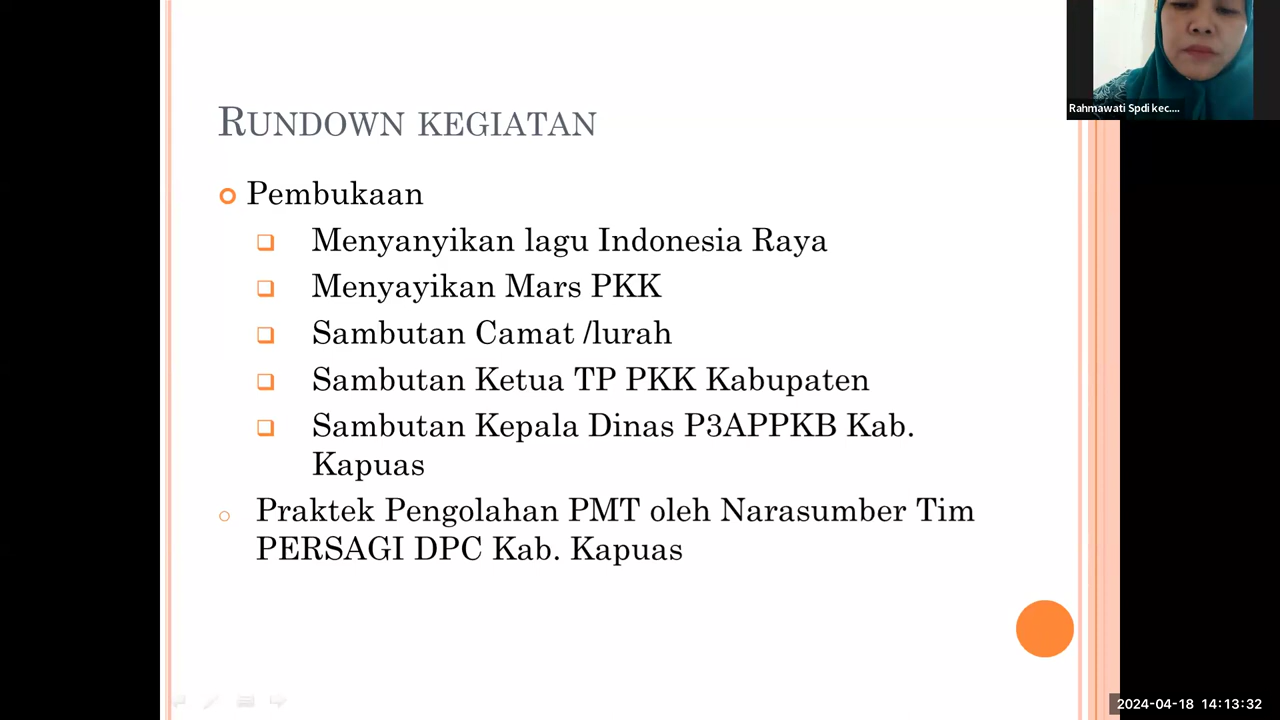 Rahmawati Spdi kec....
RUNDOWN KEGIATAN
Pembukaan
Menyanyikan lagu Indonesia Raya
Menyayikan Mars PKK
Sambutan Camat /lurah
Sambutan Ketua TP PKK Kabupaten
Sambutan Kepala Dinas P3APPKB Kab.
Kapuas
Praktek Pengolahan PMT oleh Narasumber Tim
PERSAGI DPC Kab. Kapuas
2024-04-18 14:13:32